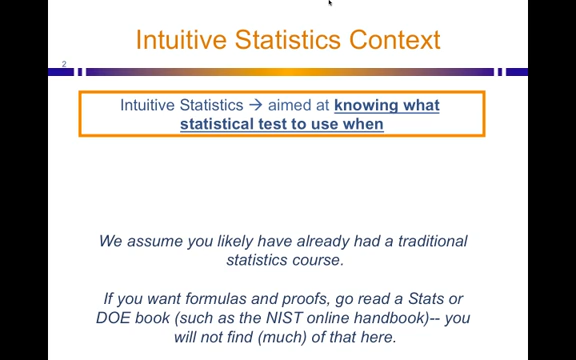 Intuitive Statistics Context
2
Intuitive Statistics → aimed at knowing what
statistical test to use when
We assume you likely have already had a traditional
statistics course.
If you want formulas and proofs, go read a Stats or
DOE book (such as the NIST online handbook)-- you
will not find (much) of that here.